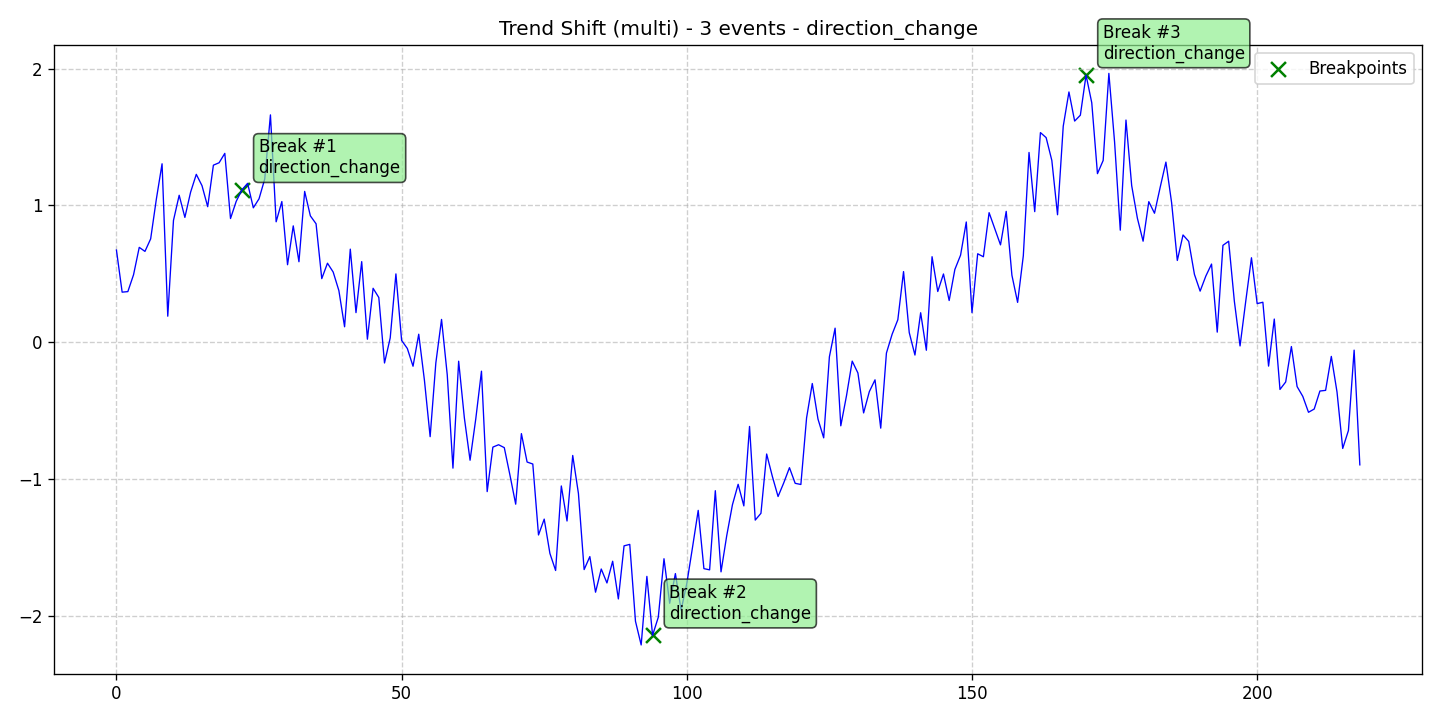 Trend Shift (multi) - 3 events - direction_change
Break #3
direction_change
Breakpoints
Break #1
direction_change
Break #2
direction_change
2
1
0
−1
−2
0
50
100
150
200